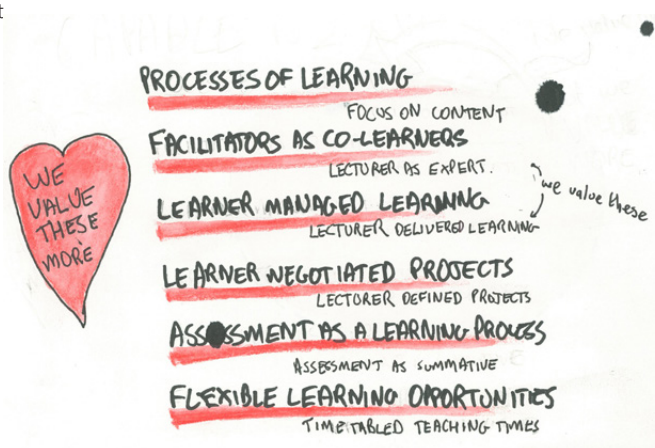 t
PROCESSES OF LEARNING
FOCUS ON CONTENT
FACILITATORS AS CO-LEARNERS
LECTURER AS EXPERT.
we value these
LEARNER MANAGED LEARNING
LECTURER DELIVERED LEARNING
LEARNER NEGOTIATED PROJECTS
LECTURER DEFINED PROJECTS
ASSESSMENT AS A LEARNING PROCESS
ASSESSMENT AS SUMMATIVE
FLEXIBLE LEARNING OPPORTUNITIES
TIMETABLED TEACHING TIMES
WE
VALUE
THESE
MORE